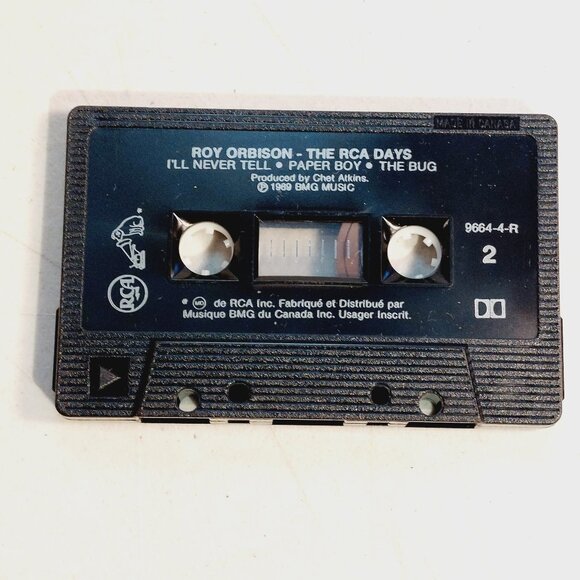 MADE IN CANADA
ROY ORBISON - THE RCA DAYS
I'LL NEVER TELL • PAPER BOY • THE BUG
Produced by Chet Atkins.
℗ 1989 BMG MUSIC
9664-4-R
2
*
RCA
* MD de RCA Inc. Fabriqué et Distribué par
Musique BMG du Canada Inc. Usager Inscrit.